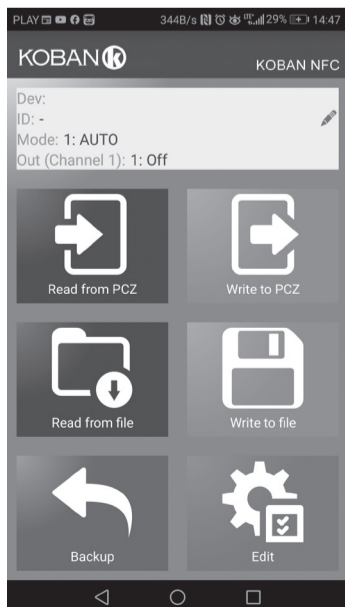 PLAY 344B/s 29% 14:47
KOBAN k
KOBAN NFC
Dev:
ID: -
Mode: 1: AUTO
Out (Channel 1): 1: Off
Read from PCZ
Write to PCZ
Read from file
Write to file
Backup
Edit